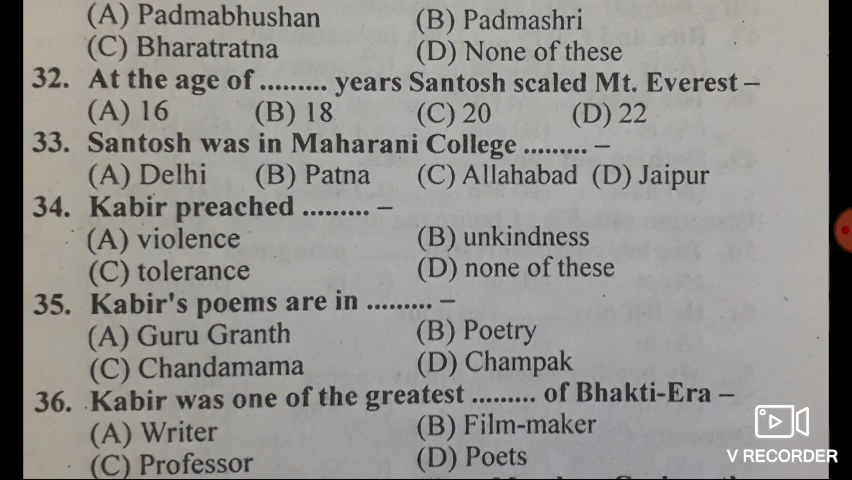 (A) Padmabhushan (B) Padmashri
(C) Bharatratna (D) None of these
32. At the age of ......... years Santosh scaled Mt. Everest –
(A) 16 (B) 18 (C) 20 (D) 22
33. Santosh was in Maharani College ......... –
(A) Delhi (B) Patna (C) Allahabad (D) Jaipur
34. Kabir preached ......... –
(A) violence (B) unkindness
(C) tolerance (D) none of these
35. Kabir's poems are in ......... –
(A) Guru Granth (B) Poetry
(C) Chandamama (D) Champak
36. Kabir was one of the greatest ......... of Bhakti-Era –
(A) Writer (B) Film-maker
(C) Professor (D) Poets
V RECORDER